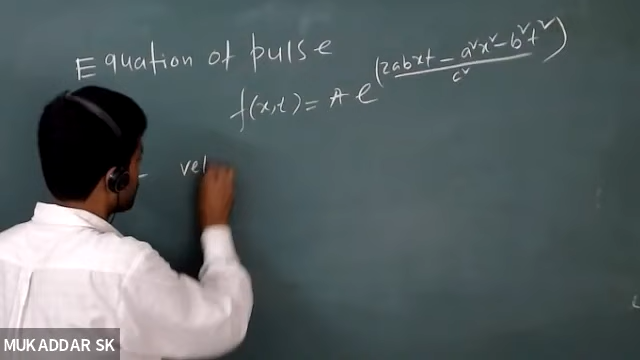 Equation of pulse
f(x,t) = A e^((2abxt - a²x² - b²t²)/c²)
- vel
MUKADDAR SK